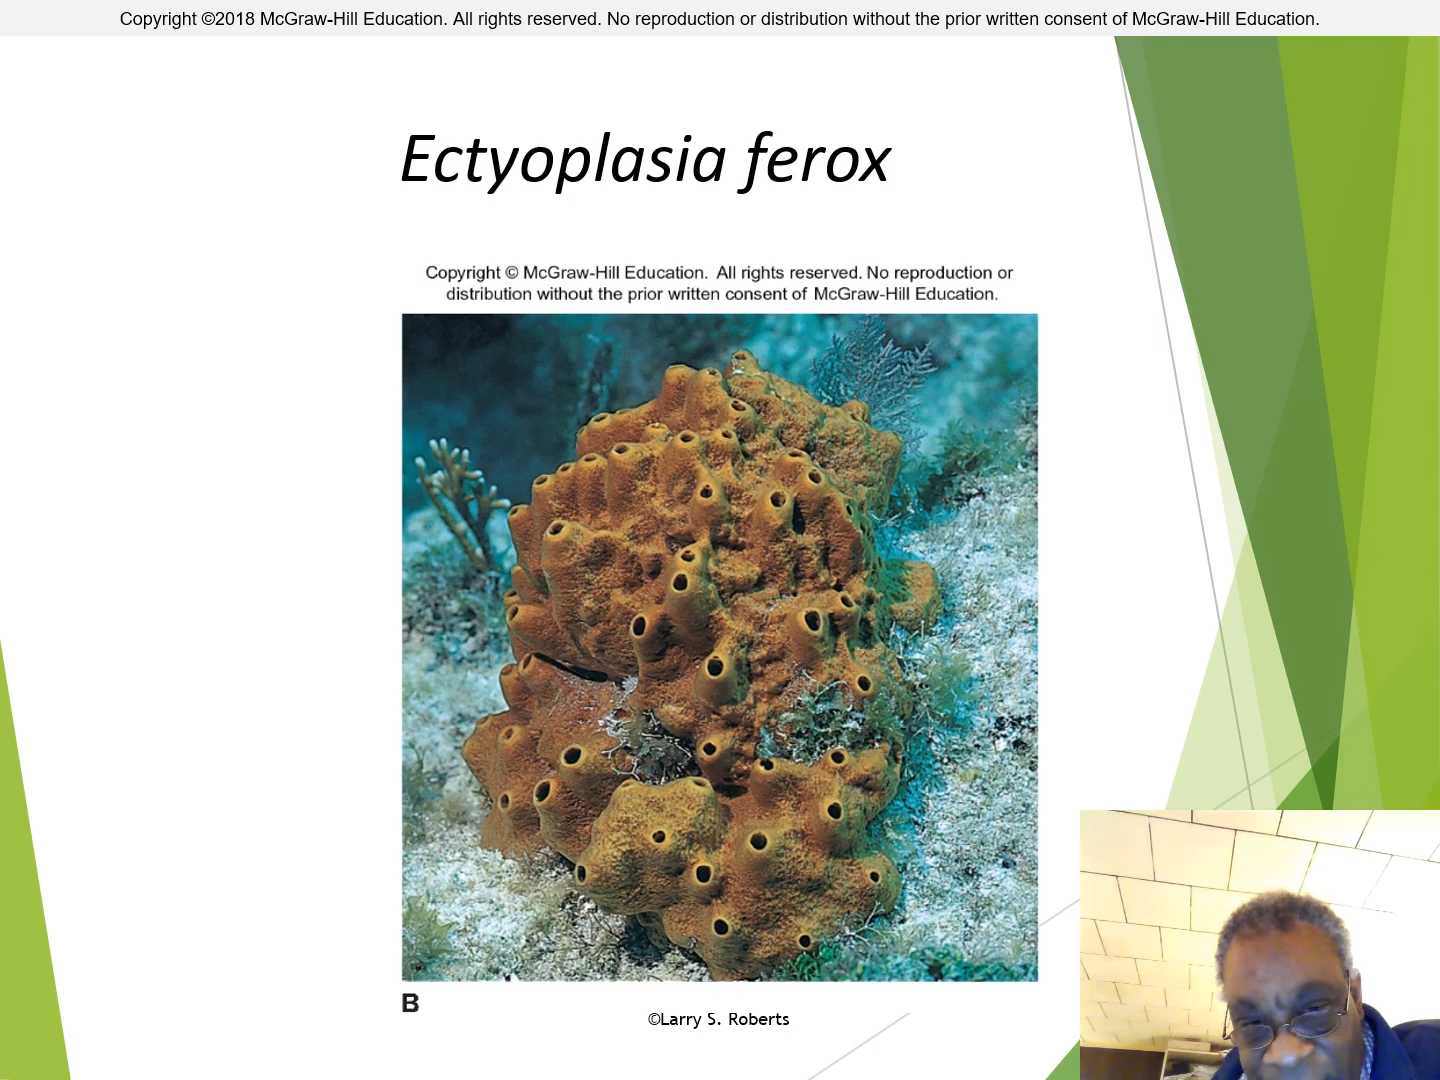 Copyright ©2018 McGraw-Hill Education. All rights reserved. No reproduction or distribution without the prior written consent of McGraw-Hill Education.
Ectyoplasia ferox
Copyright © McGraw-Hill Education. All rights reserved. No reproduction or
distribution without the prior written consent of McGraw-Hill Education.
B
©Larry S. Roberts